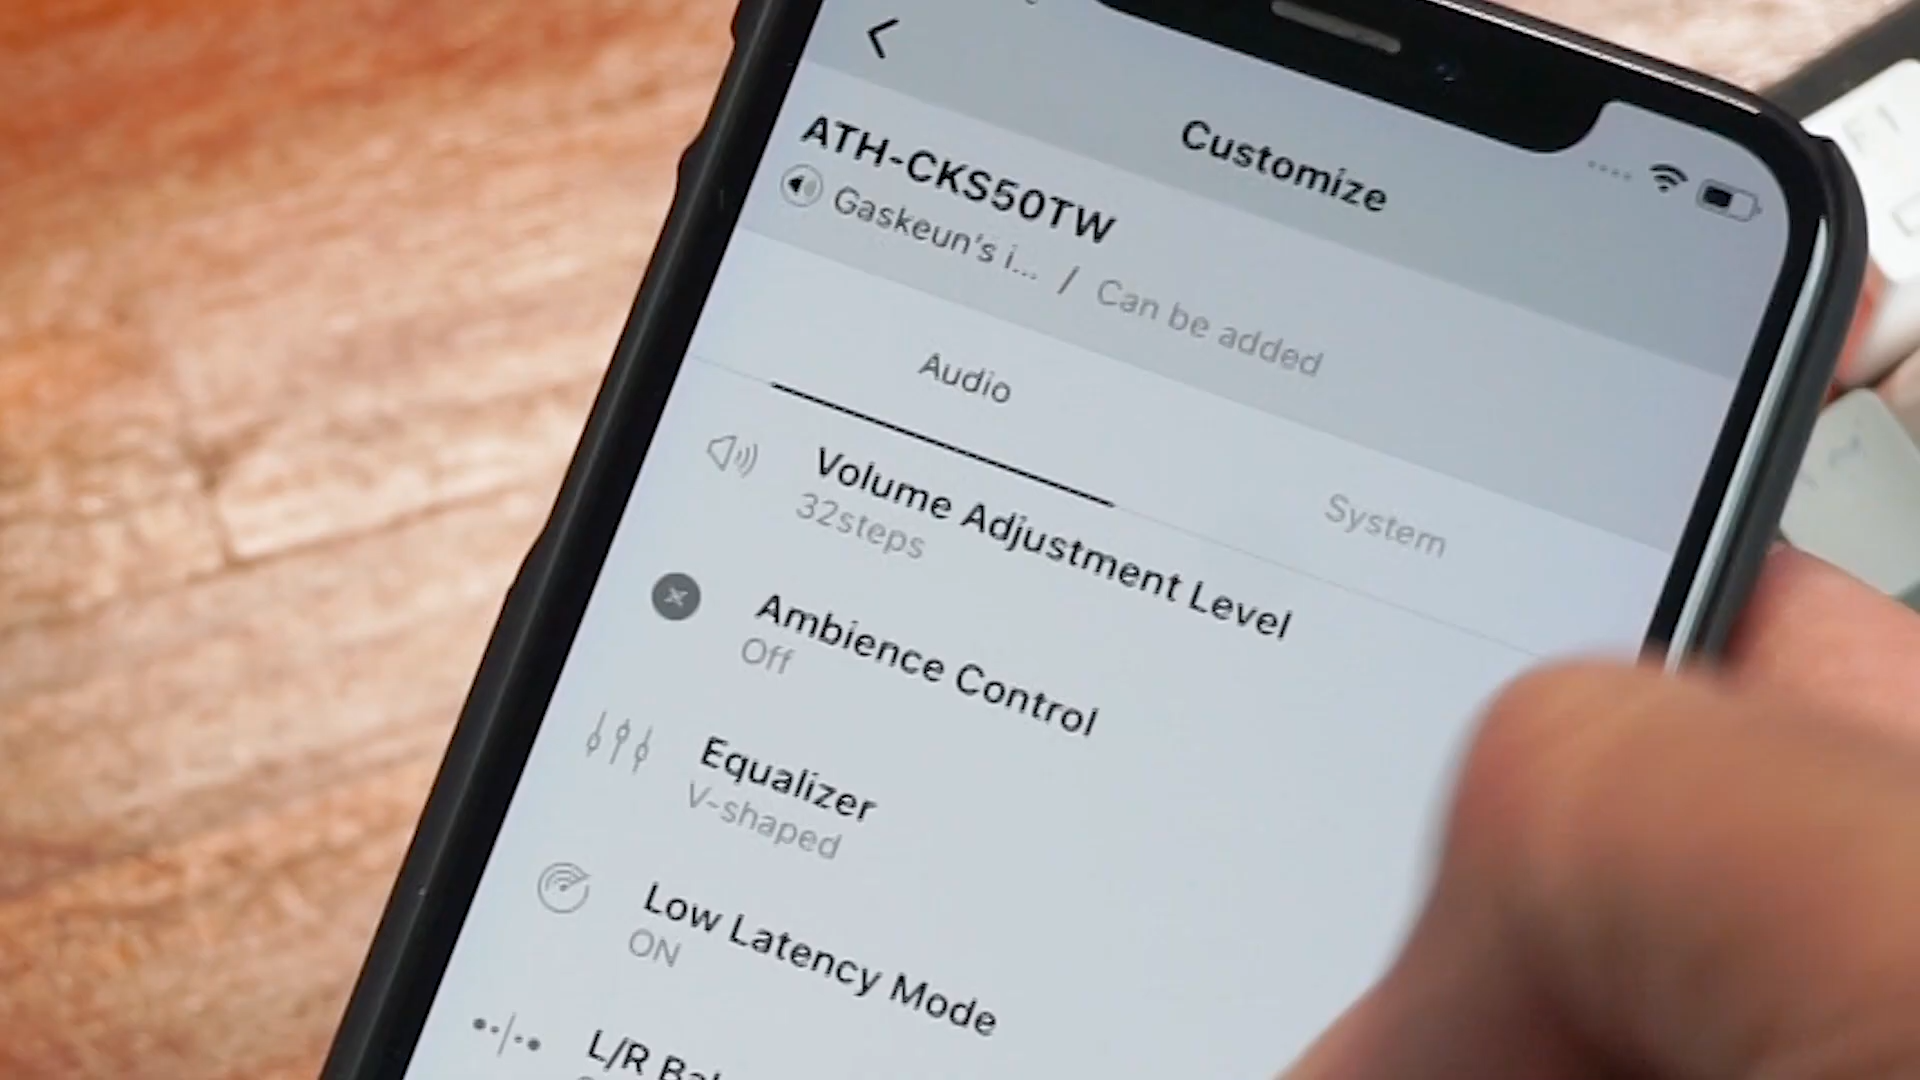 Customize
ATH-CKS50TW
Gaskeun's i... / Can be added
Audio
System
Volume Adjustment Level
32steps
Ambience Control
Off
Equalizer
V-shaped
Low Latency Mode
ON
L/R